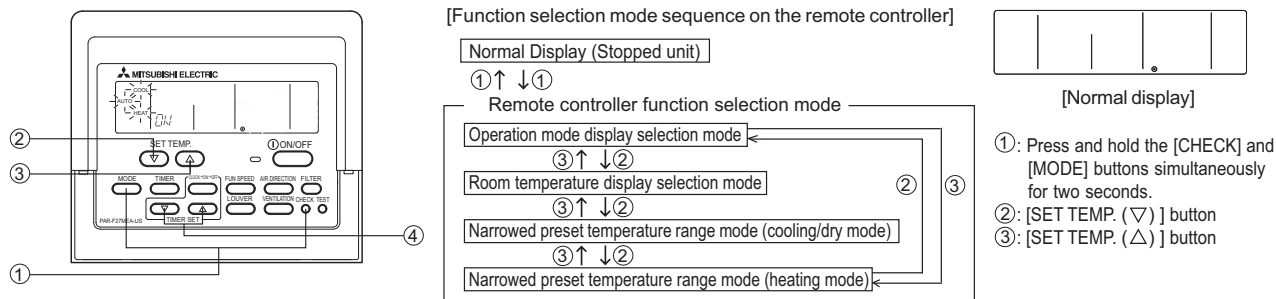 MITSUBISHI ELECTRIC
COOL
AUTO
HEAT
ON
② SET TEMP. ON/OFF
③
MODE TIMER CLOCK→ON→OFF FUN SPEED AIR DIRECTION FILTER
LOUVER VENTILATION CHECK TEST
PAR-F27MEA-US TIMER SET
④
①
[Function selection mode sequence on the remote controller]
Normal Display (Stopped unit)
①↑ ↓①
Remote controller function selection mode
Operation mode display selection mode
③↑ ↓②
Room temperature display selection mode
③↑ ↓②
Narrowed preset temperature range mode (cooling/dry mode)
③↑ ↓②
Narrowed preset temperature range mode (heating mode)
② ③
[Normal display]
①: Press and hold the [CHECK] and
[MODE] buttons simultaneously
for two seconds.
②: [SET TEMP. (▽) ] button
③: [SET TEMP. (△) ] button